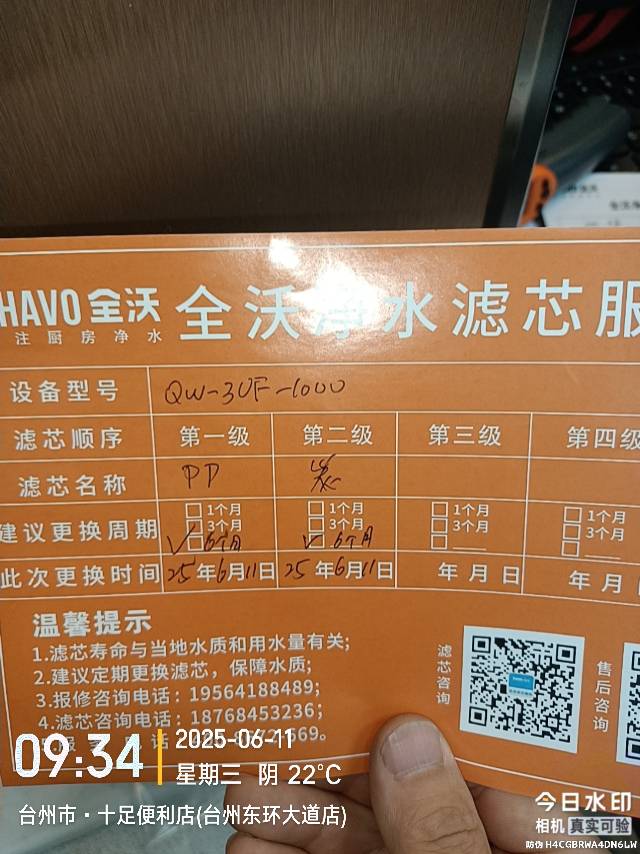 HAVO 全沃
注厨房净水
全沃净水滤芯服
设备型号 QW-3UF-1000
滤芯顺序 第一级 第二级 第三级 第四级
滤芯名称 PP 炭
建议更换周期 □1个月 □1个月 □1个月 □1个月
□3个月 □3个月 □3个月 □3个月
✓□6个月 ✓□6个月 □ □
此次更换时间 25年6月11日 25年6月11日 年月日 年月
温馨提示
1.滤芯寿命与当地水质和用水量有关;
2.建议定期更换滤芯，保障水质;
3.报修咨询电话：19564188489;
4.滤芯咨询电话：18768453236;
569。
滤芯咨询
售后咨询
09:34
2025-06-11
星期三 阴 22℃
台州市·十足便利店(台州东环大道店)
今日水印
相机 真实可验
防伪 H4CGBRWA4DN6LW